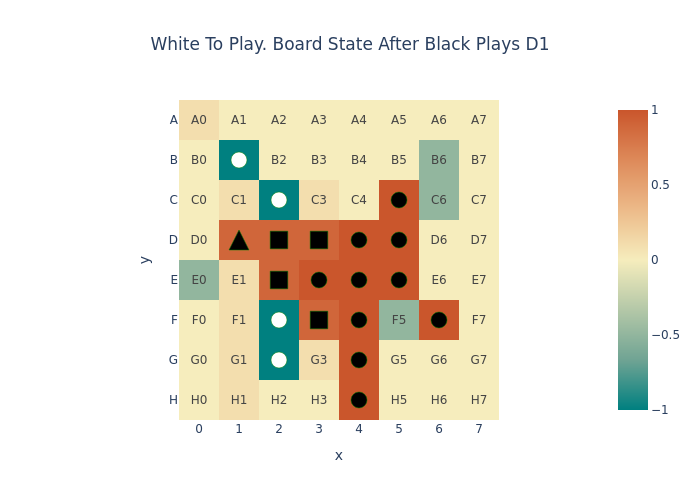 White To Play. Board State After Black Plays D1
A A0 A1 A2 A3 A4 A5 A6 A7
B B0 B2 B3 B4 B5 B6 B7
C C0 C1 C3 C4 C6 C7
D D0 D6 D7
E E0 E1 E6 E7
F F0 F1 F5 F7
G G0 G1 G3 G5 G6 G7
H H0 H1 H2 H3 H5 H6 H7
0 1 2 3 4 5 6 7
x
y
1
0.5
0
−0.5
−1